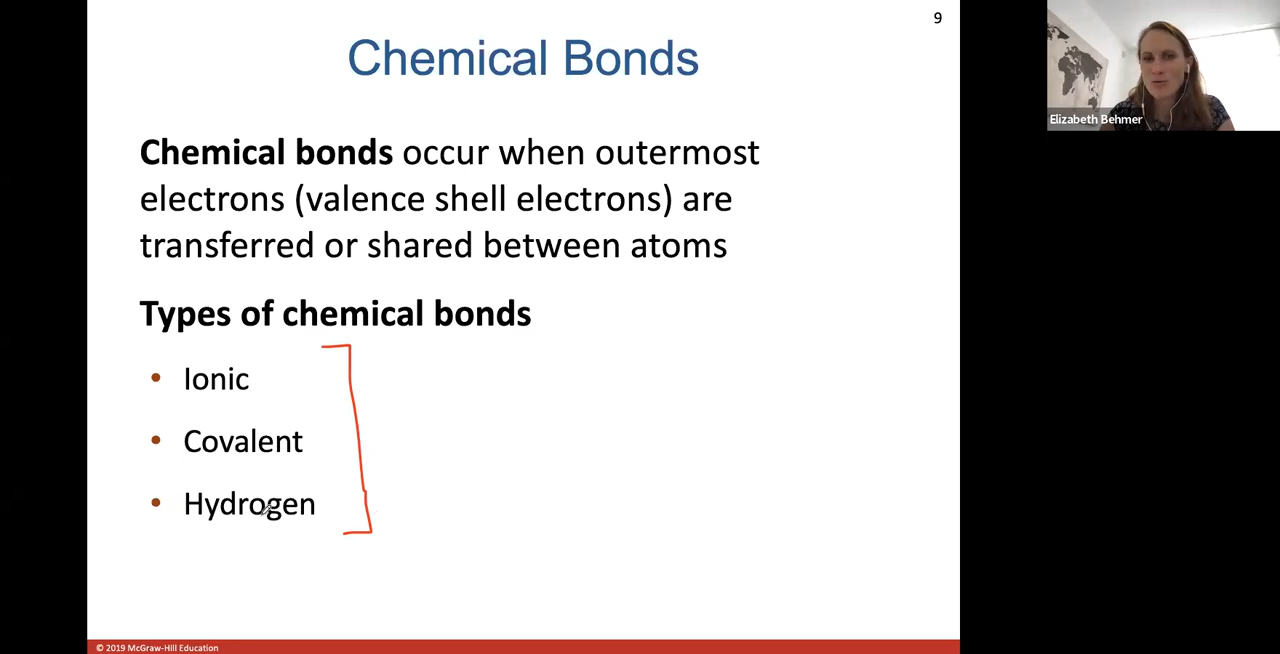 9
Chemical Bonds
Elizabeth Behmer
Chemical bonds occur when outermost
electrons (valence shell electrons) are
transferred or shared between atoms
Types of chemical bonds
• Ionic
• Covalent
• Hydrogen
© 2019 McGraw-Hill Education